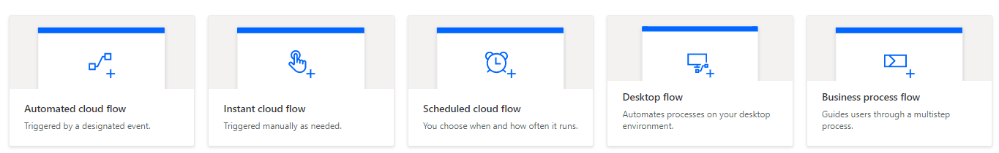 Automated cloud flow
Triggered by a designated event.
Instant cloud flow
Triggered manually as needed.
Scheduled cloud flow
You choose when and how often it runs.
Desktop flow
Automates processes on your desktop
environment.
Business process flow
Guides users through a multistep
process.